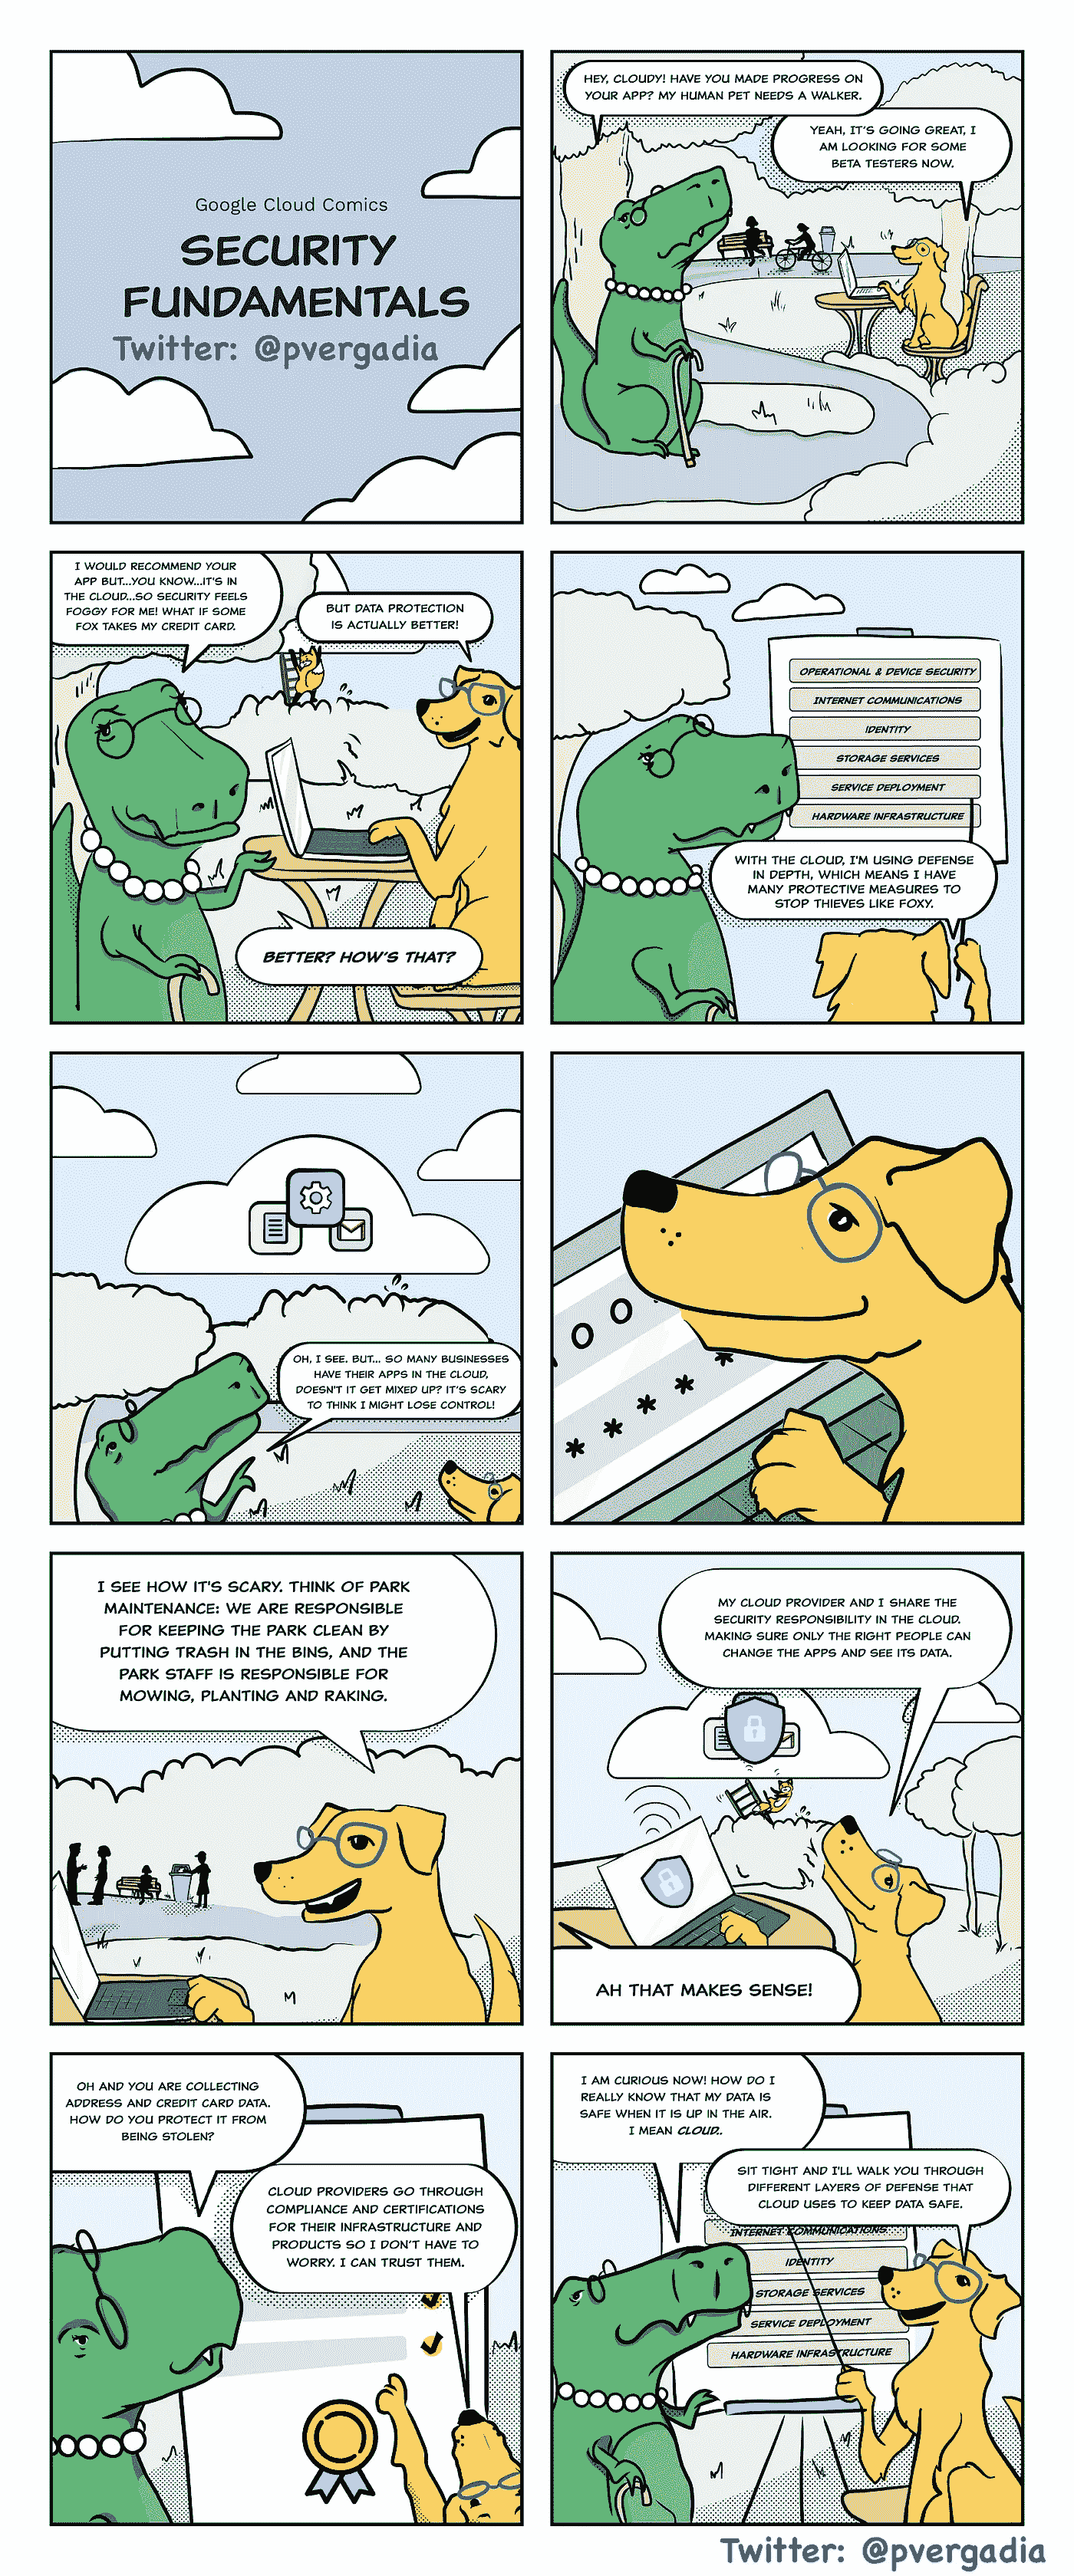 Google Cloud Comics
SECURITY
FUNDAMENTALS
Twitter: @pvergadia
HEY, CLOUDY! HAVE YOU MADE PROGRESS ON
YOUR APP? MY HUMAN PET NEEDS A WALKER.
YEAH, IT'S GOING GREAT, I
AM LOOKING FOR SOME
BETA TESTERS NOW.
I WOULD RECOMMEND YOUR
APP BUT...YOU KNOW...IT'S IN
THE CLOUD...SO SECURITY FEELS
FOGGY FOR ME! WHAT IF SOME
FOX TAKES MY CREDIT CARD.
BUT DATA PROTECTION
IS ACTUALLY BETTER!
BETTER? HOW'S THAT?
OPERATIONAL & DEVICE SECURITY
INTERNET COMMUNICATIONS
IDENTITY
STORAGE SERVICES
SERVICE DEPLOYMENT
HARDWARE INFRASTRUCTURE
WITH THE CLOUD, I'M USING DEFENSE
IN DEPTH, WHICH MEANS I HAVE
MANY PROTECTIVE MEASURES TO
STOP THIEVES LIKE FOXY.
OH, I SEE. BUT... SO MANY BUSINESSES
HAVE THEIR APPS IN THE CLOUD,
DOESN'T IT GET MIXED UP? IT'S SCARY
TO THINK I MIGHT LOSE CONTROL!
O O
* * * * *
I SEE HOW IT'S SCARY. THINK OF PARK
MAINTENANCE: WE ARE RESPONSIBLE
FOR KEEPING THE PARK CLEAN BY
PUTTING TRASH IN THE BINS, AND THE
PARK STAFF IS RESPONSIBLE FOR
MOWING, PLANTING AND RAKING.
MY CLOUD PROVIDER AND I SHARE THE
SECURITY RESPONSIBILITY IN THE CLOUD.
MAKING SURE ONLY THE RIGHT PEOPLE CAN
CHANGE THE APPS AND SEE ITS DATA.
AH THAT MAKES SENSE!
OH AND YOU ARE COLLECTING
ADDRESS AND CREDIT CARD DATA.
HOW DO YOU PROTECT IT FROM
BEING STOLEN?
CLOUD PROVIDERS GO THROUGH
COMPLIANCE AND CERTIFICATIONS
FOR THEIR INFRASTRUCTURE AND
PRODUCTS SO I DON'T HAVE TO
WORRY. I CAN TRUST THEM.
I AM CURIOUS NOW! HOW DO I
REALLY KNOW THAT MY DATA IS
SAFE WHEN IT IS UP IN THE AIR.
I MEAN CLOUD..
SIT TIGHT AND I'LL WALK YOU THROUGH
DIFFERENT LAYERS OF DEFENSE THAT
CLOUD USES TO KEEP DATA SAFE.
INTERNET COMMUNICATIONS
IDENTITY
STORAGE SERVICES
SERVICE DEPLOYMENT
HARDWARE INFRASTRUCTURE
Twitter: @pvergadia